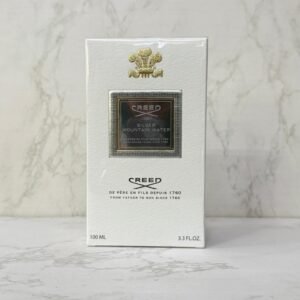 CREED
SILVER
MOUNTAIN WATER
CREED
DE PÈRE EN FILS DEPUIS 1760
FROM FATHER TO SON SINCE 1760
100 ML
3.3 FL.OZ.